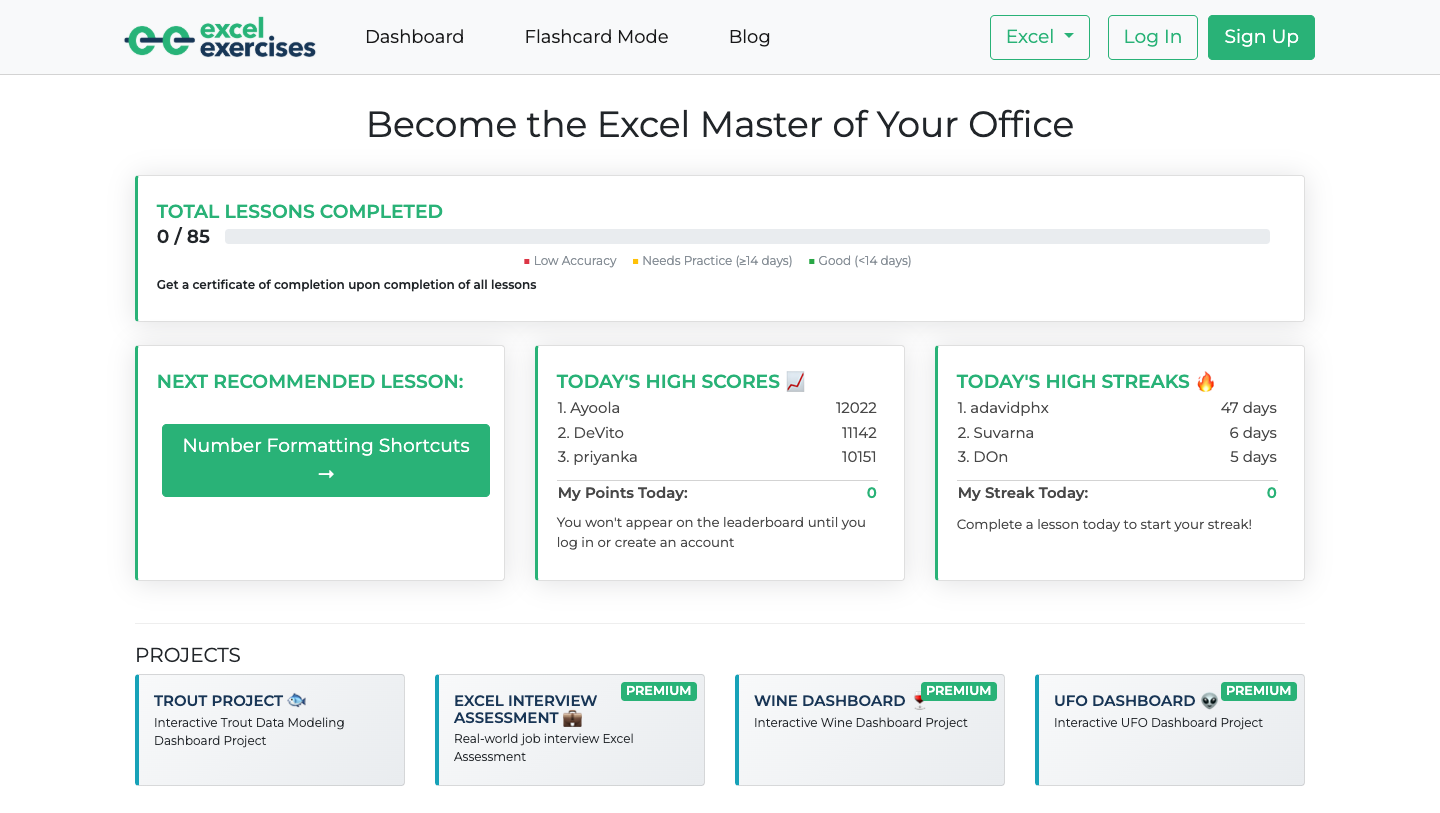 excel
exercises
Dashboard
Flashcard Mode
Blog
Excel
Log In
Sign Up
Become the Excel Master of Your Office
TOTAL LESSONS COMPLETED
0 / 85
Low Accuracy
Needs Practice (≥14 days)
Good (<14 days)
Get a certificate of completion upon completion of all lessons
NEXT RECOMMENDED LESSON:
Number Formatting Shortcuts
→
TODAY'S HIGH SCORES 📈
1. Ayoola 12022
2. DeVito 11142
3. priyanka 10151
My Points Today: 0
You won't appear on the leaderboard until you
log in or create an account
TODAY'S HIGH STREAKS 🔥
1. adavidphx 47 days
2. Suvarna 6 days
3. DOn 5 days
My Streak Today: 0
Complete a lesson today to start your streak!
PROJECTS
TROUT PROJECT 🐟
Interactive Trout Data Modeling
Dashboard Project
PREMIUM
EXCEL INTERVIEW
ASSESSMENT 💼
Real-world job interview Excel
Assessment
PREMIUM
WINE DASHBOARD 🍷
Interactive Wine Dashboard Project
PREMIUM
UFO DASHBOARD 👽
Interactive UFO Dashboard Project